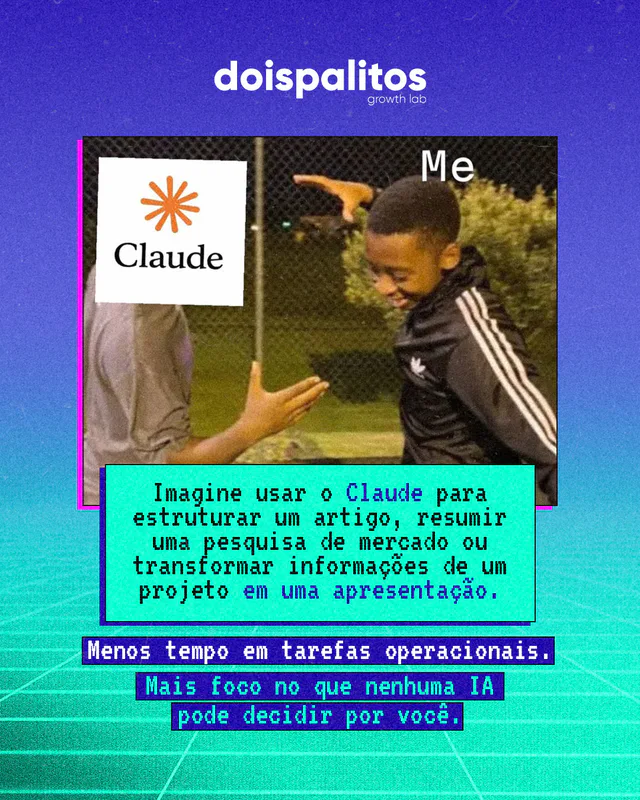 doispalitos
growth lab
Me
Claude
Imagine usar o Claude para
estruturar um artigo, resumir
uma pesquisa de mercado ou
transformar informações de um
projeto em uma apresentação.
Menos tempo em tarefas operacionais.
Mais foco no que nenhuma IA
pode decidir por você.